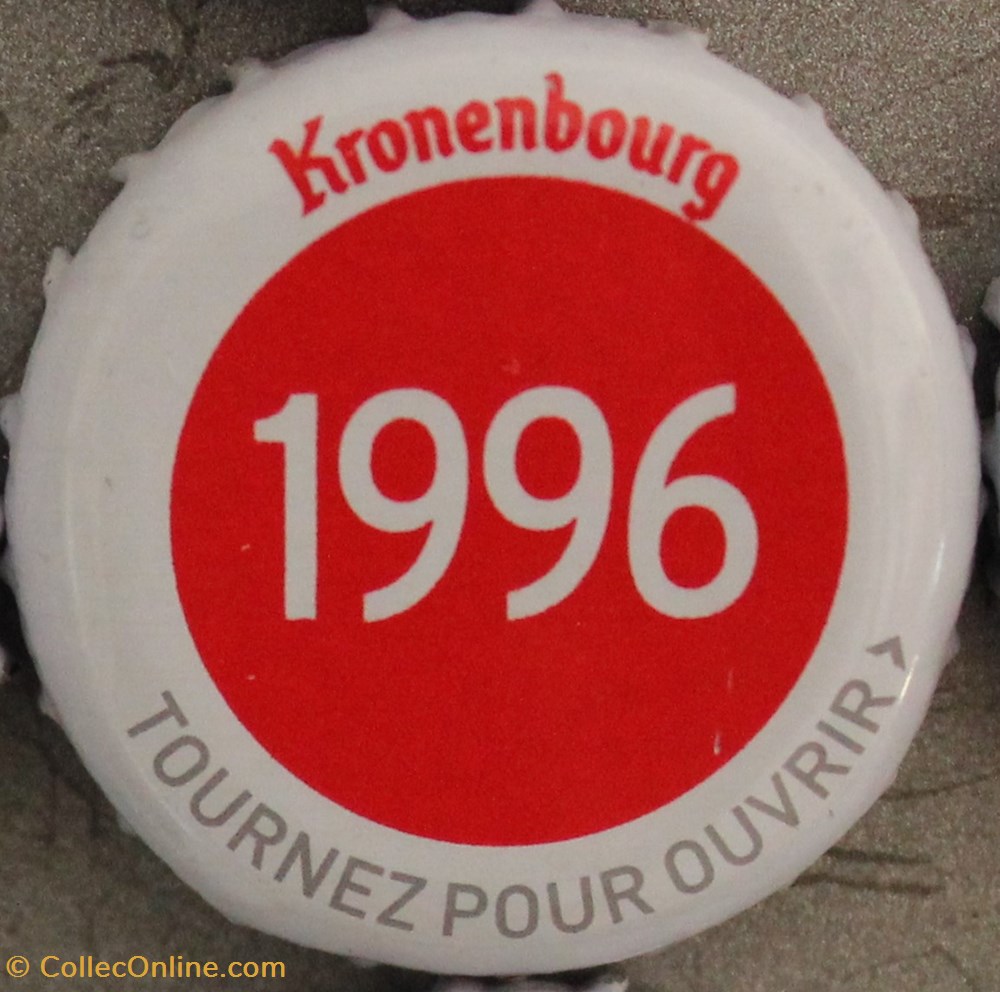 Kronenbourg
1996
TOURNEZ POUR OUVRIR >
© CollecOnline.com